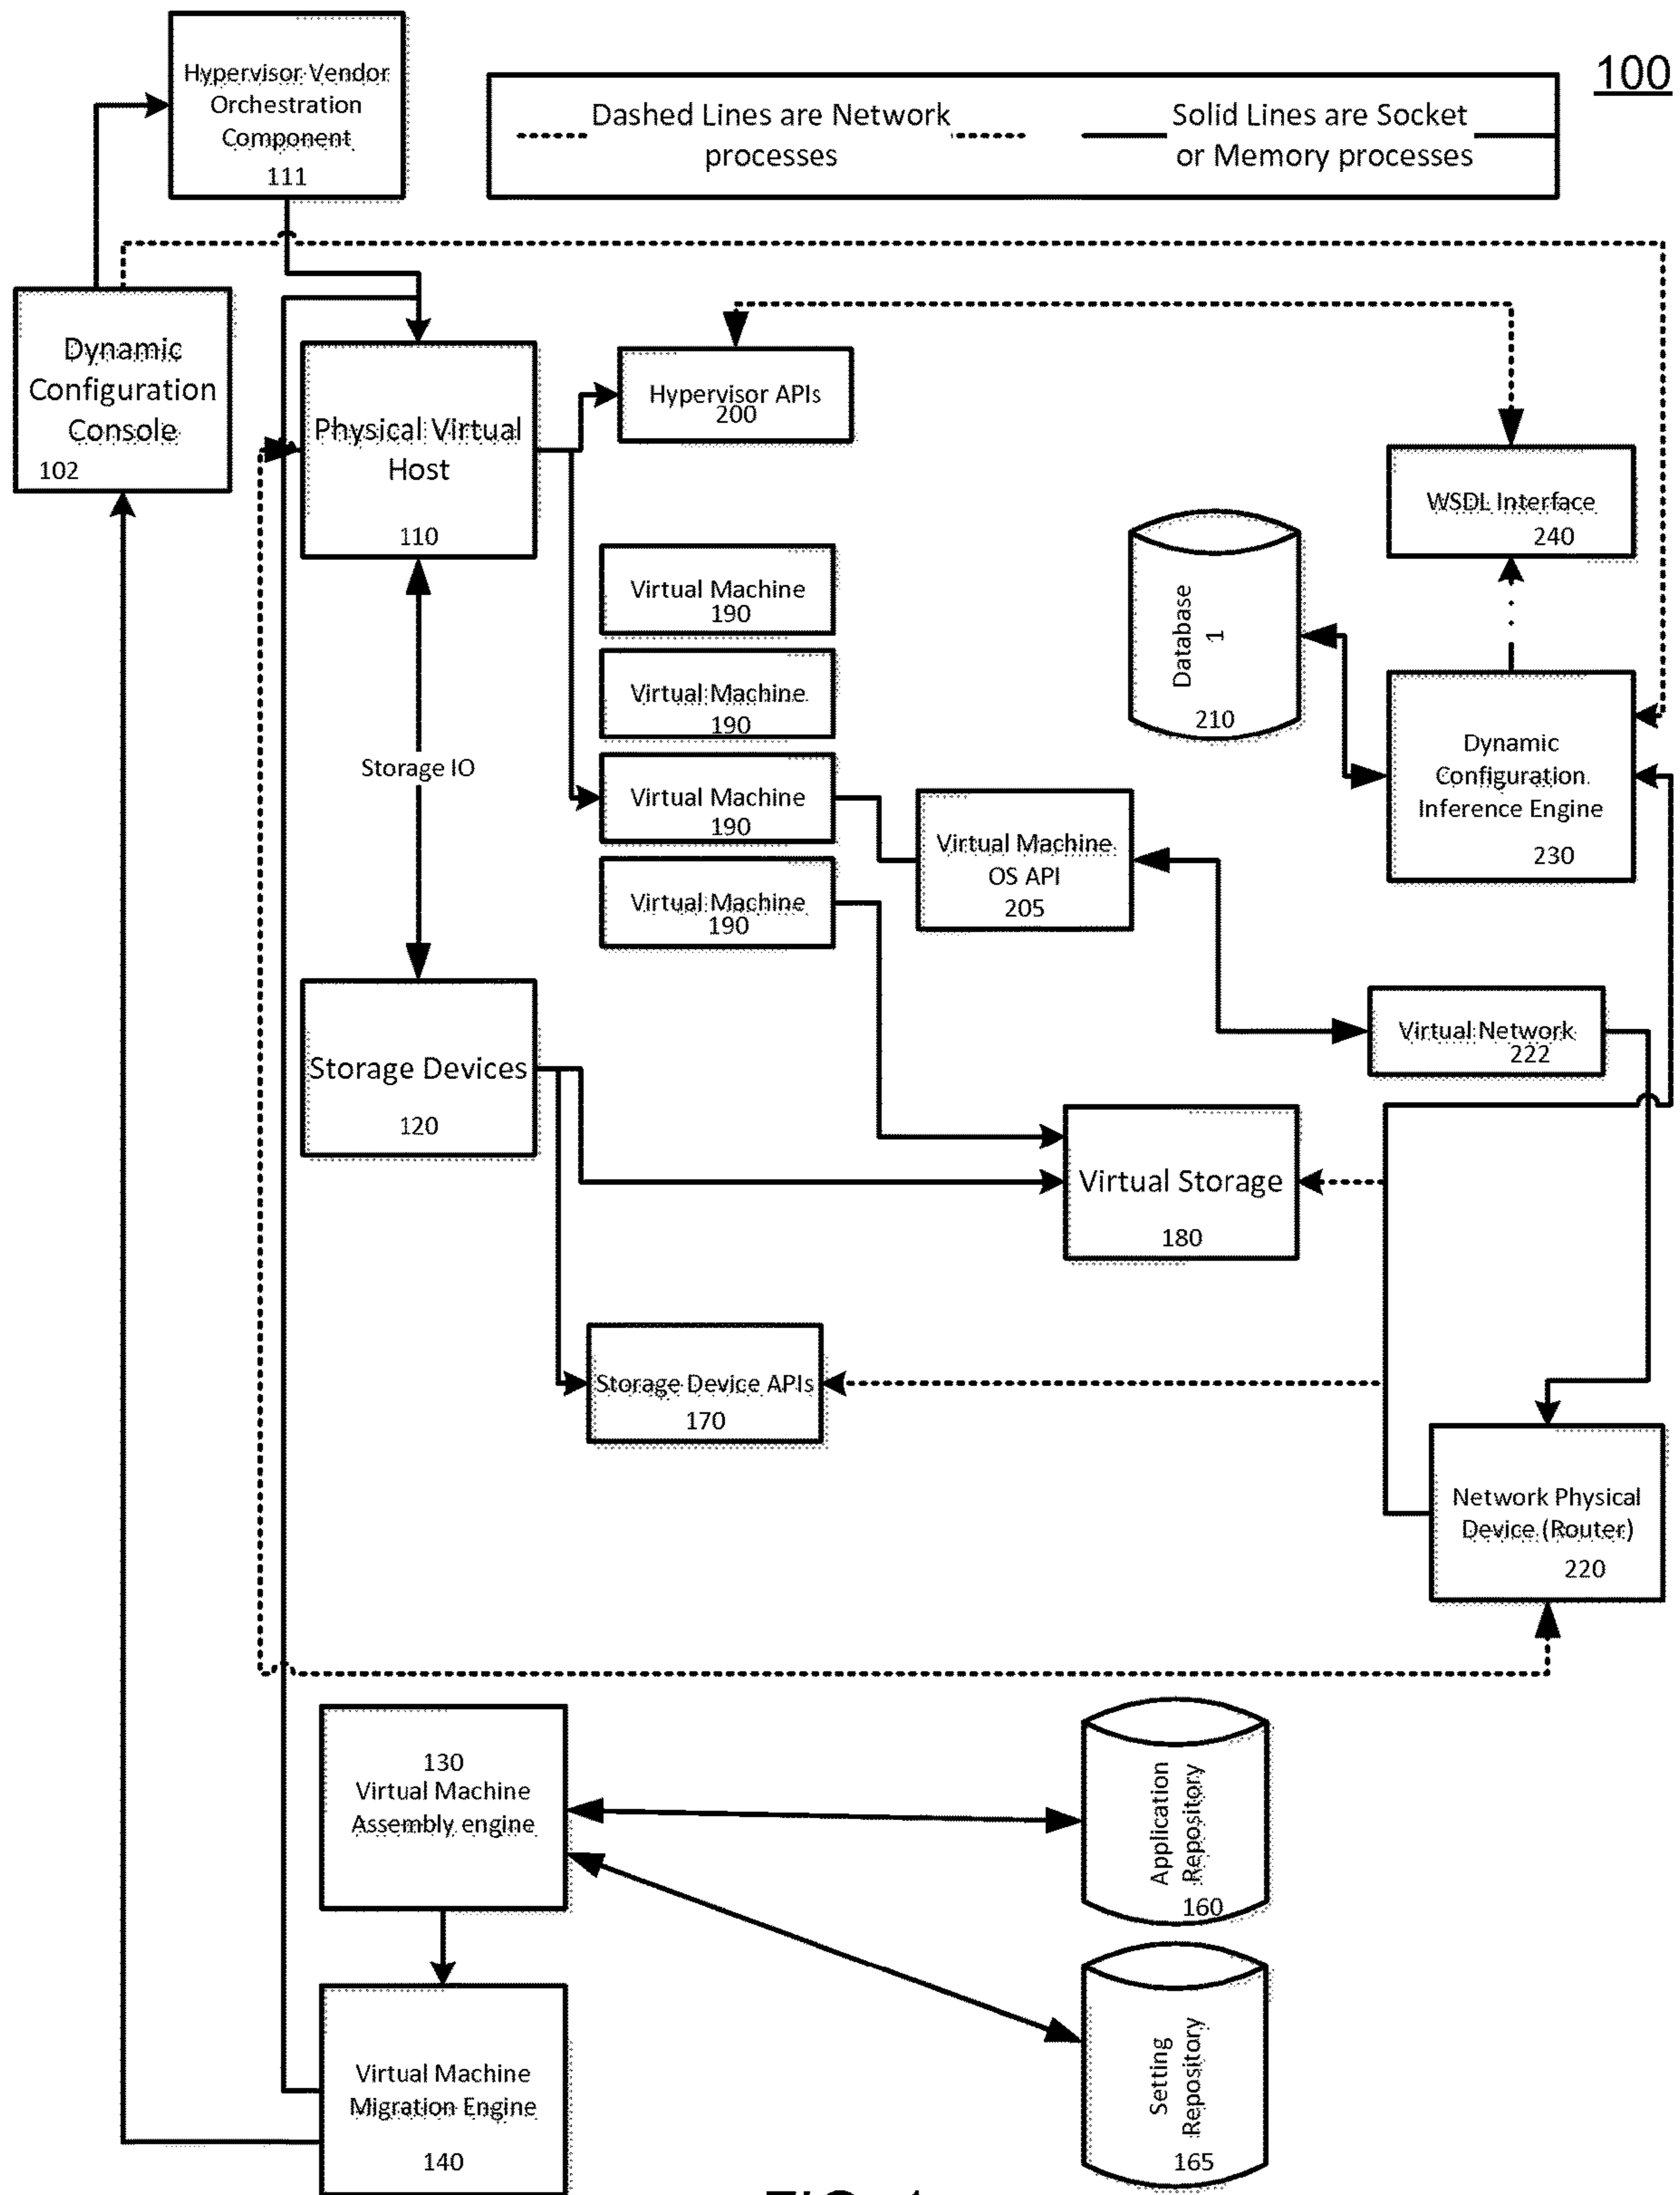 100
Hypervisor Vendor
Orchestration
Component
111
Dashed Lines are Network
processes
Solid Lines are Socket
or Memory processes
Dynamic
Configuration
Console
102
Physical Virtual
Host
110
Hypervisor APIs
200
WSDL Interface
240
Virtual Machine
190
Virtual Machine
190
Virtual Machine
190
Virtual Machine
190
Database
1
210
Dynamic
Configuration
Inference Engine
230
Storage IO
Virtual Machine
OS API
205
Virtual Network
222
Storage Devices
120
Virtual Storage
180
Storage Device APIs
170
Network Physical
Device (Router)
220
130
Virtual Machine
Assembly engine
Application
Repository
160
Virtual Machine
Migration Engine
140
Setting
Repository
165